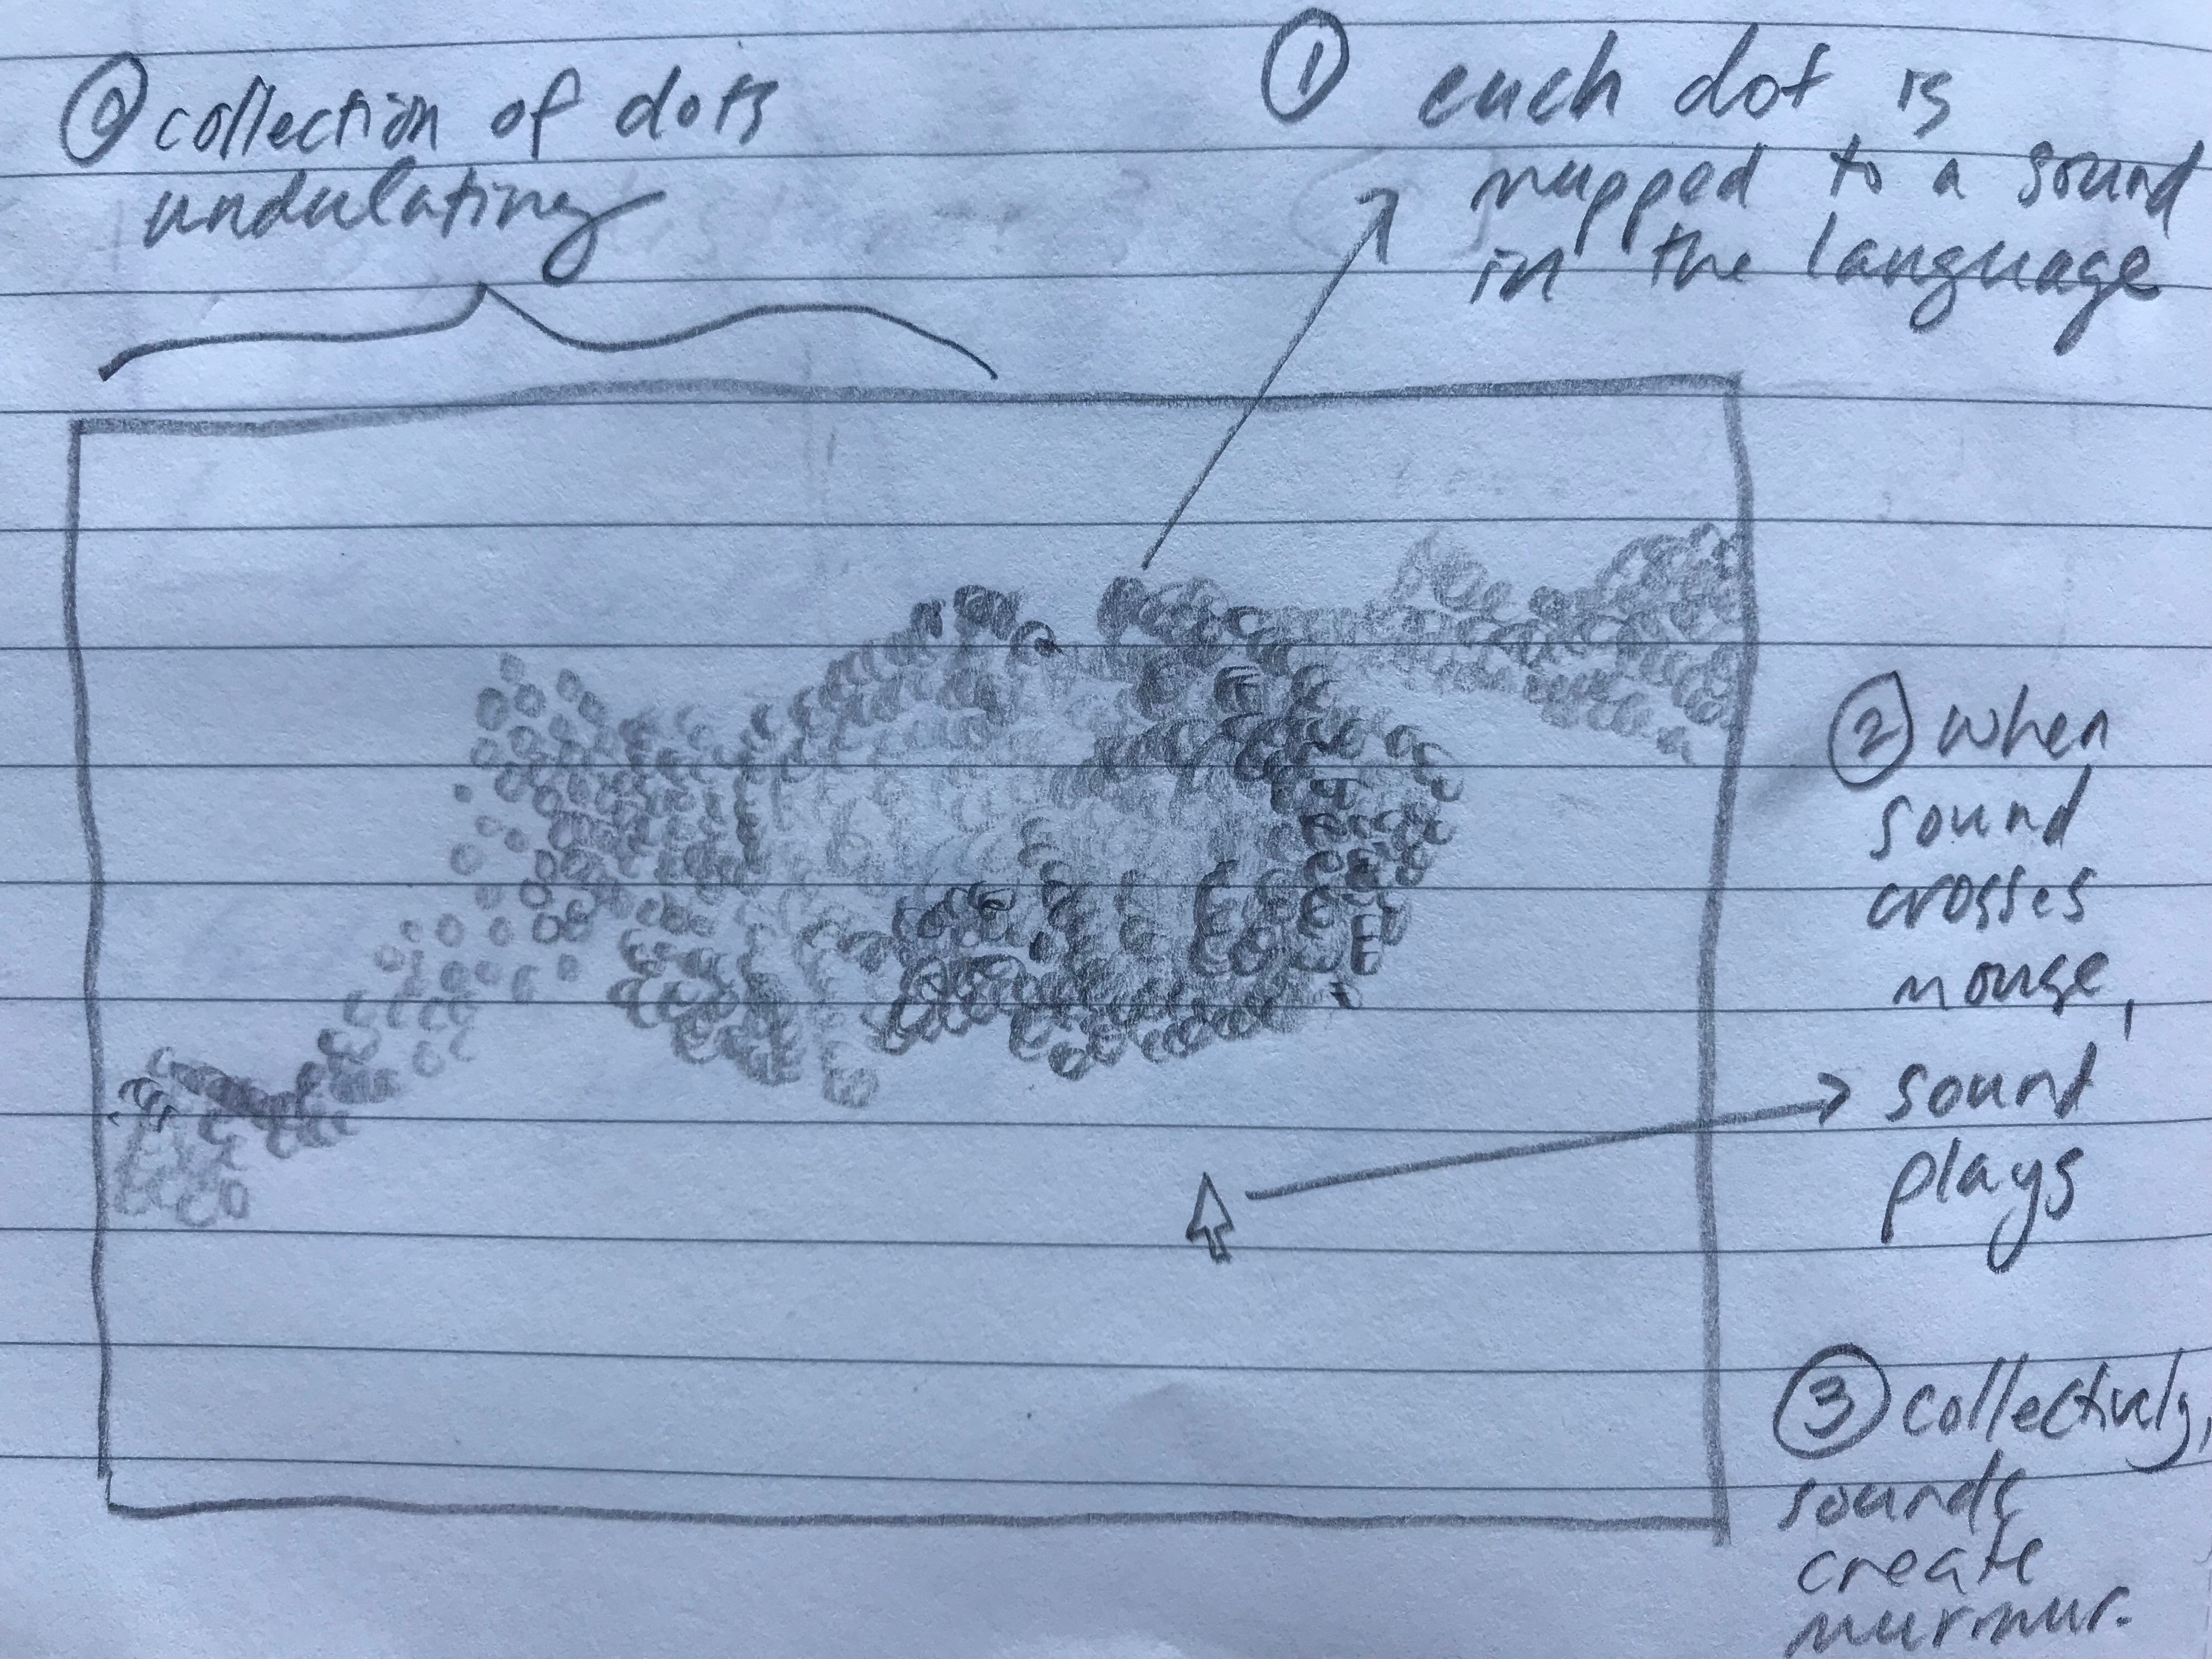 0 collection of dots
undulating
1 each dot is
mapped to a sound
in the language
2 when
sound
crosses
mouse,
sound
plays
3 collectively,
sounds
create
murmur.